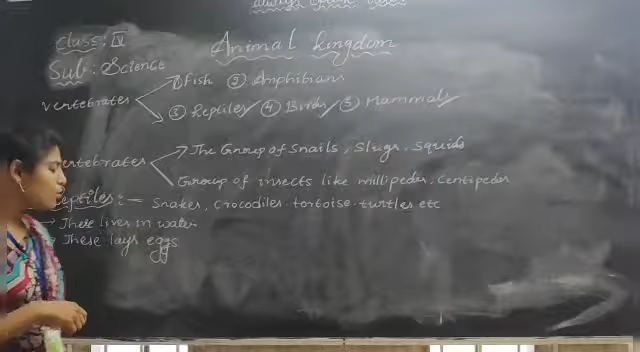 Class: IV
Animal kingdom
Sub: Science
Vertebrates
① Fish ② Amphibians
③ Reptiles ④ Birds ⑤ Mammals
vertebrates
→ The Group of Snails, Slugs, Squids
Group of insects like millipedes, centipedes
Reptiles :- Snakes, Crocodiles. tortoise. turtles etc
→ These lives in water
These lays eggs